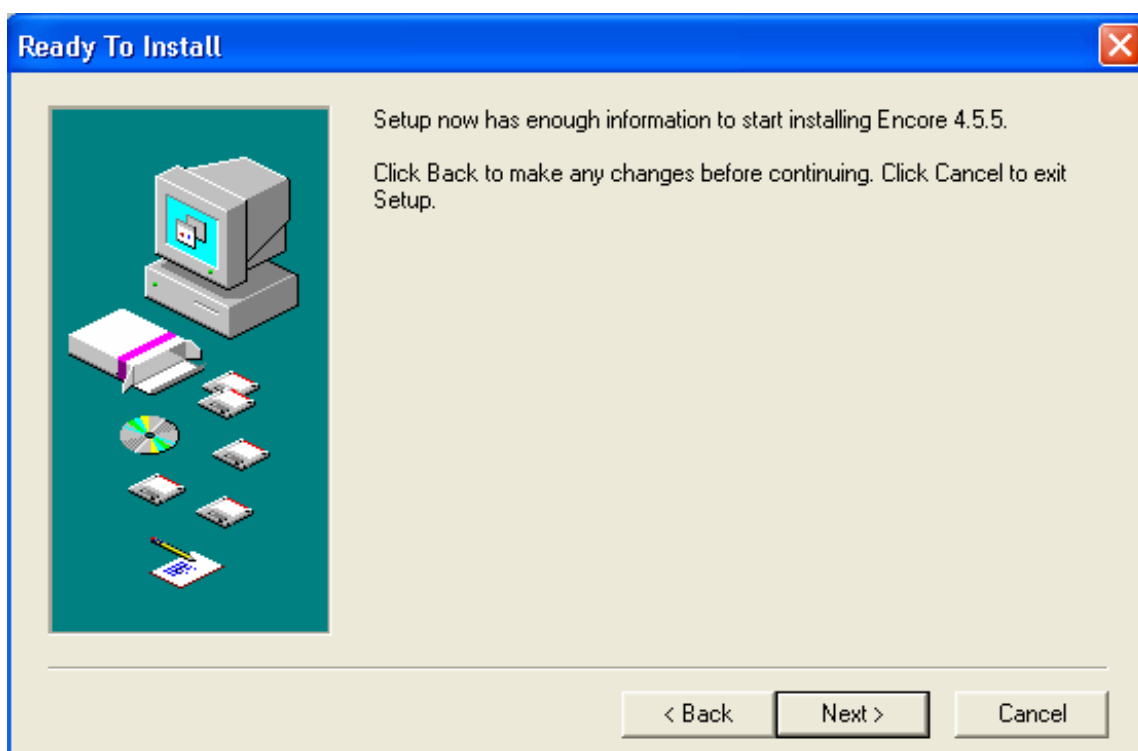 Ready To Install
Setup now has enough information to start installing Encore 4.5.5.
Click Back to make any changes before continuing. Click Cancel to exit
Setup.
< Back
Next >
Cancel